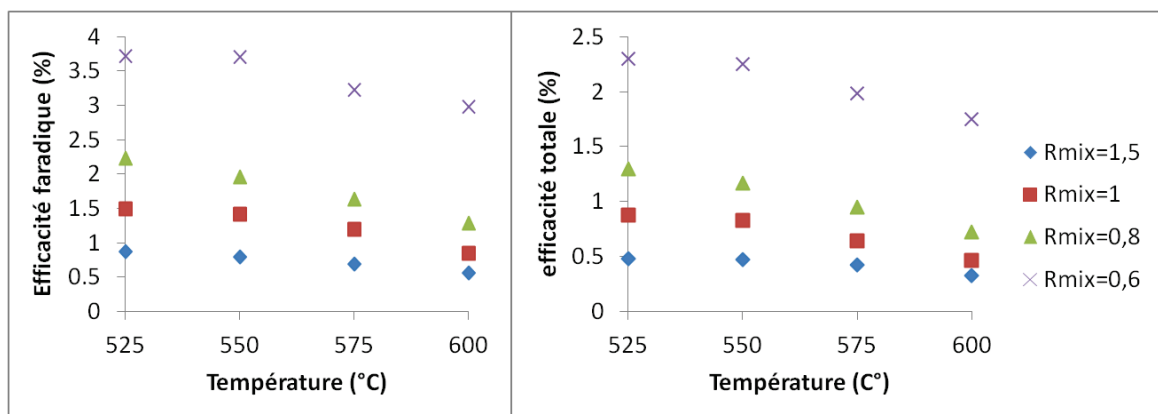 Efficacité faradique (%)
4
3.5
3
2.5
2
1.5
1
0.5
0
525 550 575 600
Température (°C)
efficacité totale (%)
2.5
2
1.5
1
0.5
0
525 550 575 600
Température (C°)
Rmix=1,5
Rmix=1
Rmix=0,8
Rmix=0,6